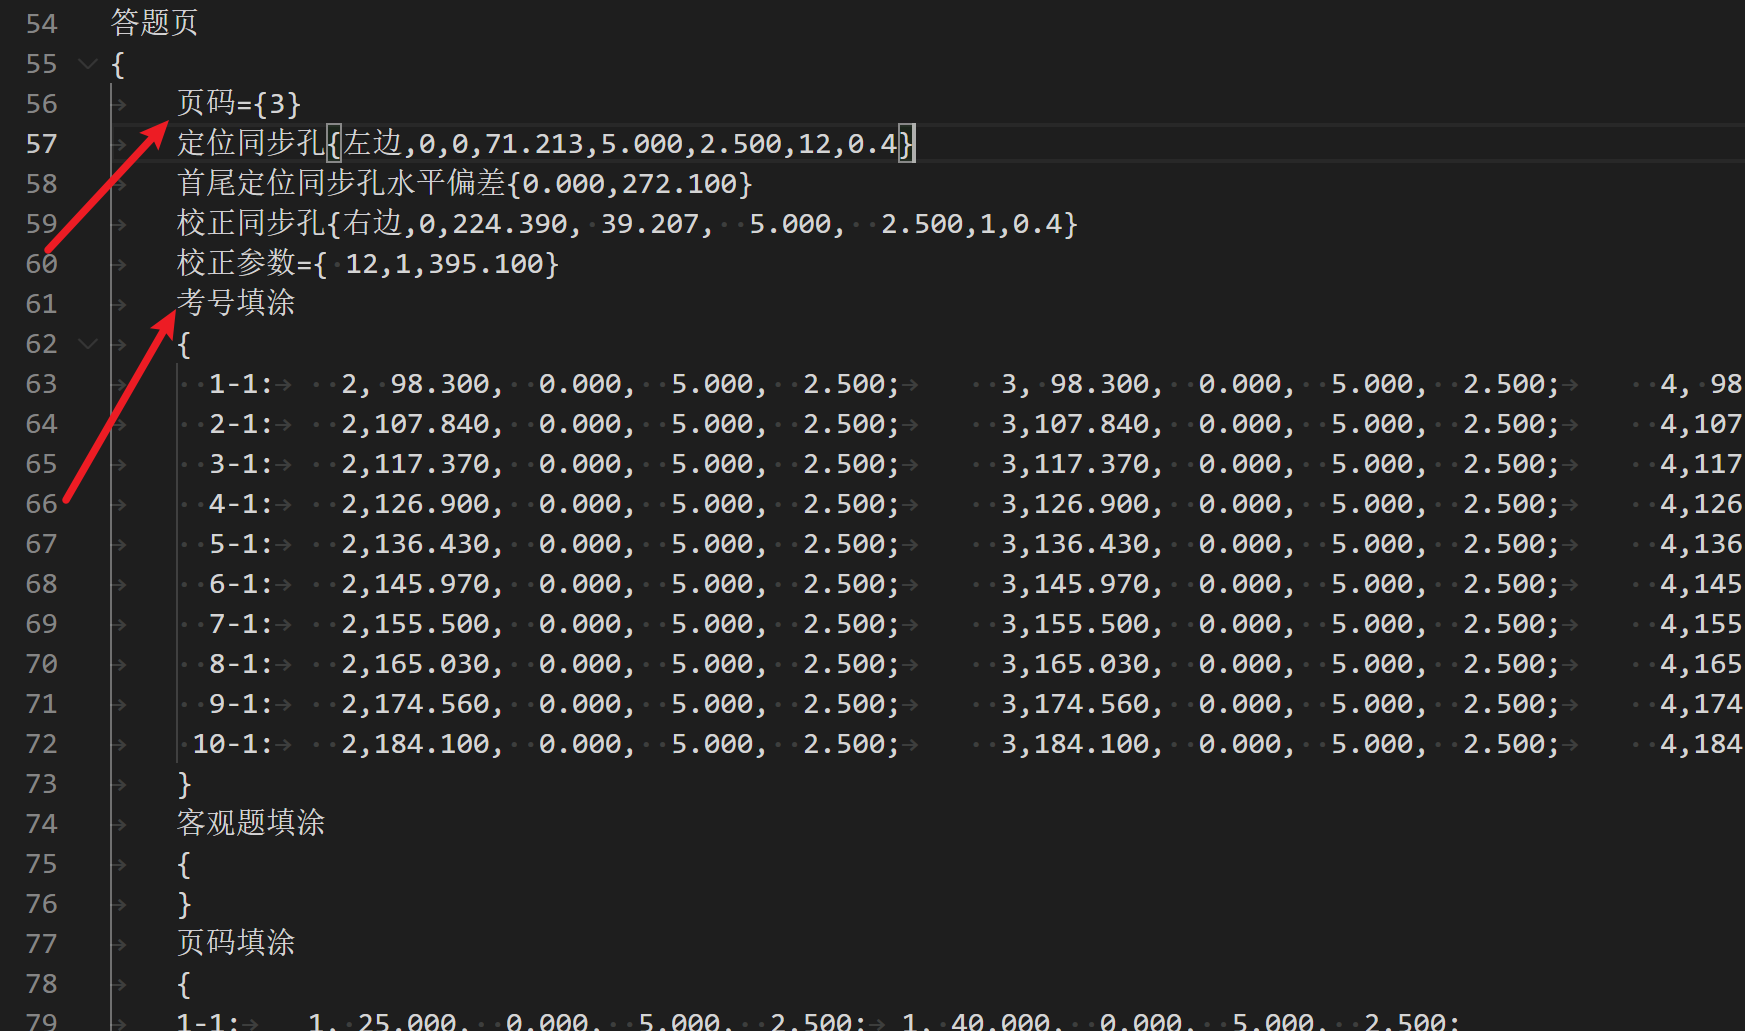 54 答题页
55 {
56 页码={3}
57 定位同步孔{左边,0,0,71.213,5.000,2.500,12,0.4}
58 首尾定位同步孔水平偏差{0.000,272.100}
59 校正同步孔{右边,0,224.390, 39.207, 5.000, 2.500,1,0.4}
60 校正参数={ 12,1,395.100}
61 考号填涂
62 {
63 1-1: 2, 98.300, 0.000, 5.000, 2.500; 3, 98.300, 0.000, 5.000, 2.500; 4, 98
64 2-1: 2,107.840, 0.000, 5.000, 2.500; 3,107.840, 0.000, 5.000, 2.500; 4,107
65 3-1: 2,117.370, 0.000, 5.000, 2.500; 3,117.370, 0.000, 5.000, 2.500; 4,117
66 4-1: 2,126.900, 0.000, 5.000, 2.500; 3,126.900, 0.000, 5.000, 2.500; 4,126
67 5-1: 2,136.430, 0.000, 5.000, 2.500; 3,136.430, 0.000, 5.000, 2.500; 4,136
68 6-1: 2,145.970, 0.000, 5.000, 2.500; 3,145.970, 0.000, 5.000, 2.500; 4,145
69 7-1: 2,155.500, 0.000, 5.000, 2.500; 3,155.500, 0.000, 5.000, 2.500; 4,155
70 8-1: 2,165.030, 0.000, 5.000, 2.500; 3,165.030, 0.000, 5.000, 2.500; 4,165
71 9-1: 2,174.560, 0.000, 5.000, 2.500; 3,174.560, 0.000, 5.000, 2.500; 4,174
72 10-1: 2,184.100, 0.000, 5.000, 2.500; 3,184.100, 0.000, 5.000, 2.500; 4,184
73 }
74 客观题填涂
75 {
76 }
77 页码填涂
78 {
79 1-1: 1, 25.000, 0.000, 5.000, 2.500; 1, 40.000, 0.000, 5.000, 2.500;